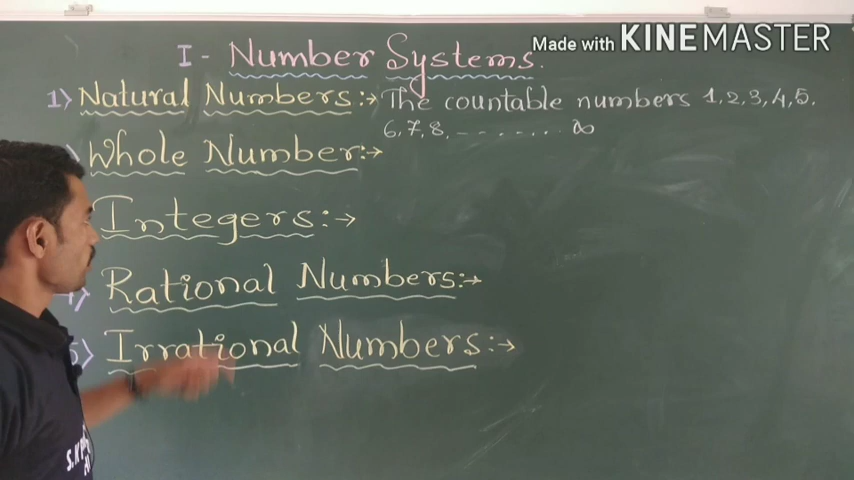 I - Number Systems.
Made with KINEMASTER
1) Natural Numbers :→ The countable numbers 1,2,3,4,5,
6,7,8, - - - - . . . . ∞
Whole Number:→
Integers:→
Rational Numbers:→
Irrational Numbers:→